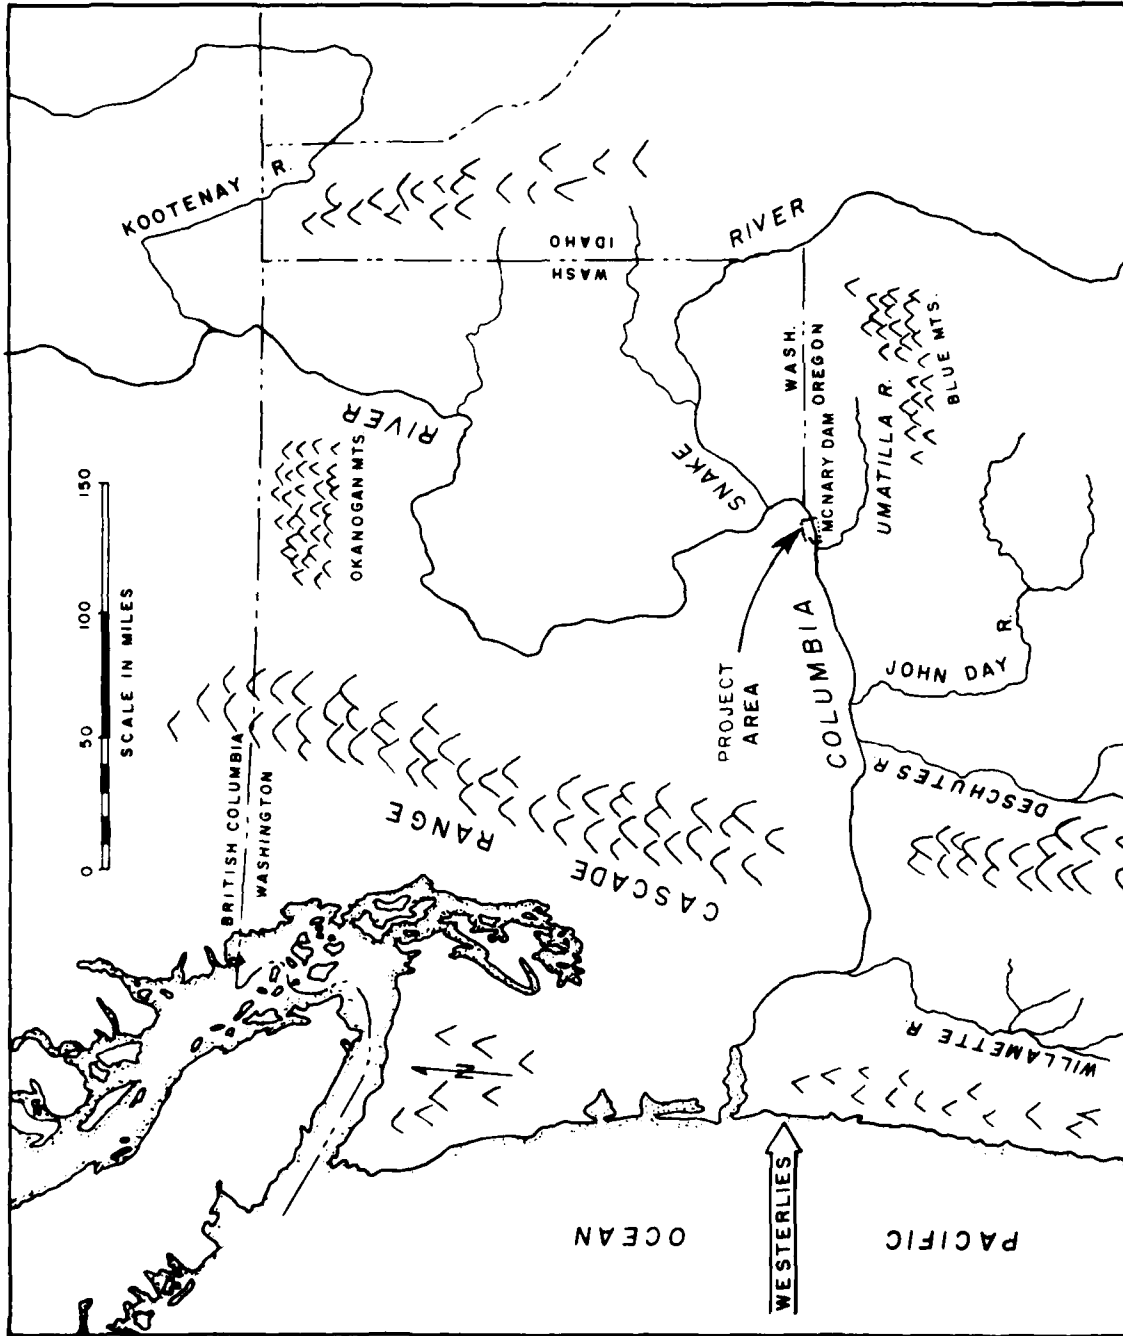 KOOTENAY R.
0 50 100 150
SCALE IN MILES
BRITISH COLUMBIA
WASHINGTON
OKANOGAN MTS.
RIVER
WASH
IDAHO
RIVER
SNAKE
WASH.
OREGON
MCNARY DAM
UMATILLA R.
BLUE MTS.
PROJECT
AREA
COLUMBIA
JOHN DAY R.
DESCHUTES R
CASCADE RANGE
WILLAMETTE R
N
WESTERLIES
PACIFIC OCEAN